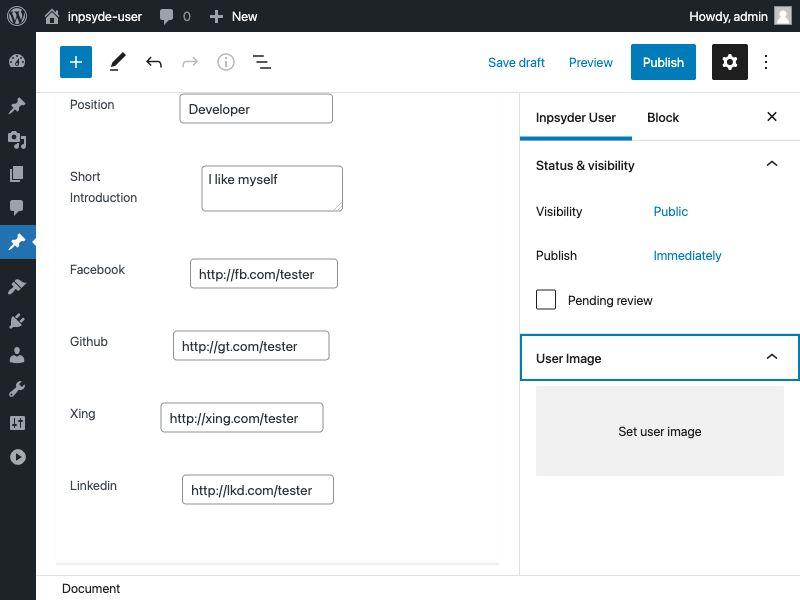 inpsyde-user 0 New Howdy, admin
Save draft Preview Publish
Position Developer
Short Introduction I like myself
Facebook http://fb.com/tester
Github http://gt.com/tester
Xing http://xing.com/tester
Linkedin http://lkd.com/tester
Inpsyder User Block
Status & visibility
Visibility Public
Publish Immediately
Pending review
User Image
Set user image
Document